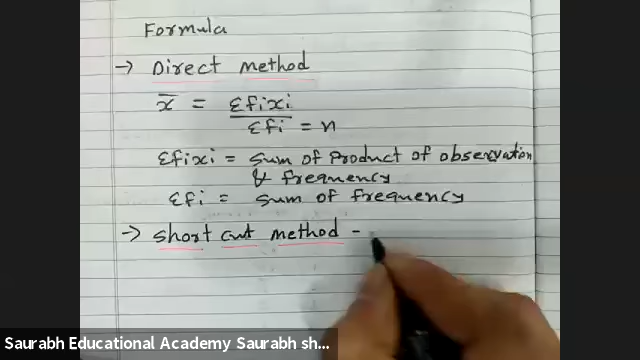 Formula
→ Direct method
x̄ = Σfixi
Σfi = n
Σfixi = sum of Product of observation
& frequency
Σfi = sum of frequency
→ short cut method -
Saurabh Educational Academy Saurabh sh...